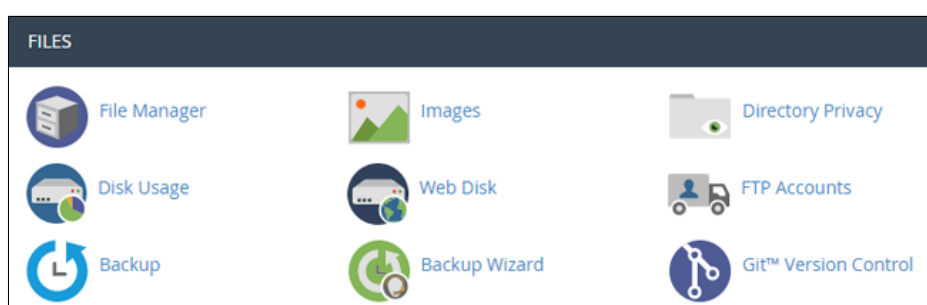 FILES
File Manager
Images
Directory Privacy
Disk Usage
Web Disk
FTP Accounts
Backup
Backup Wizard
Git™ Version Control